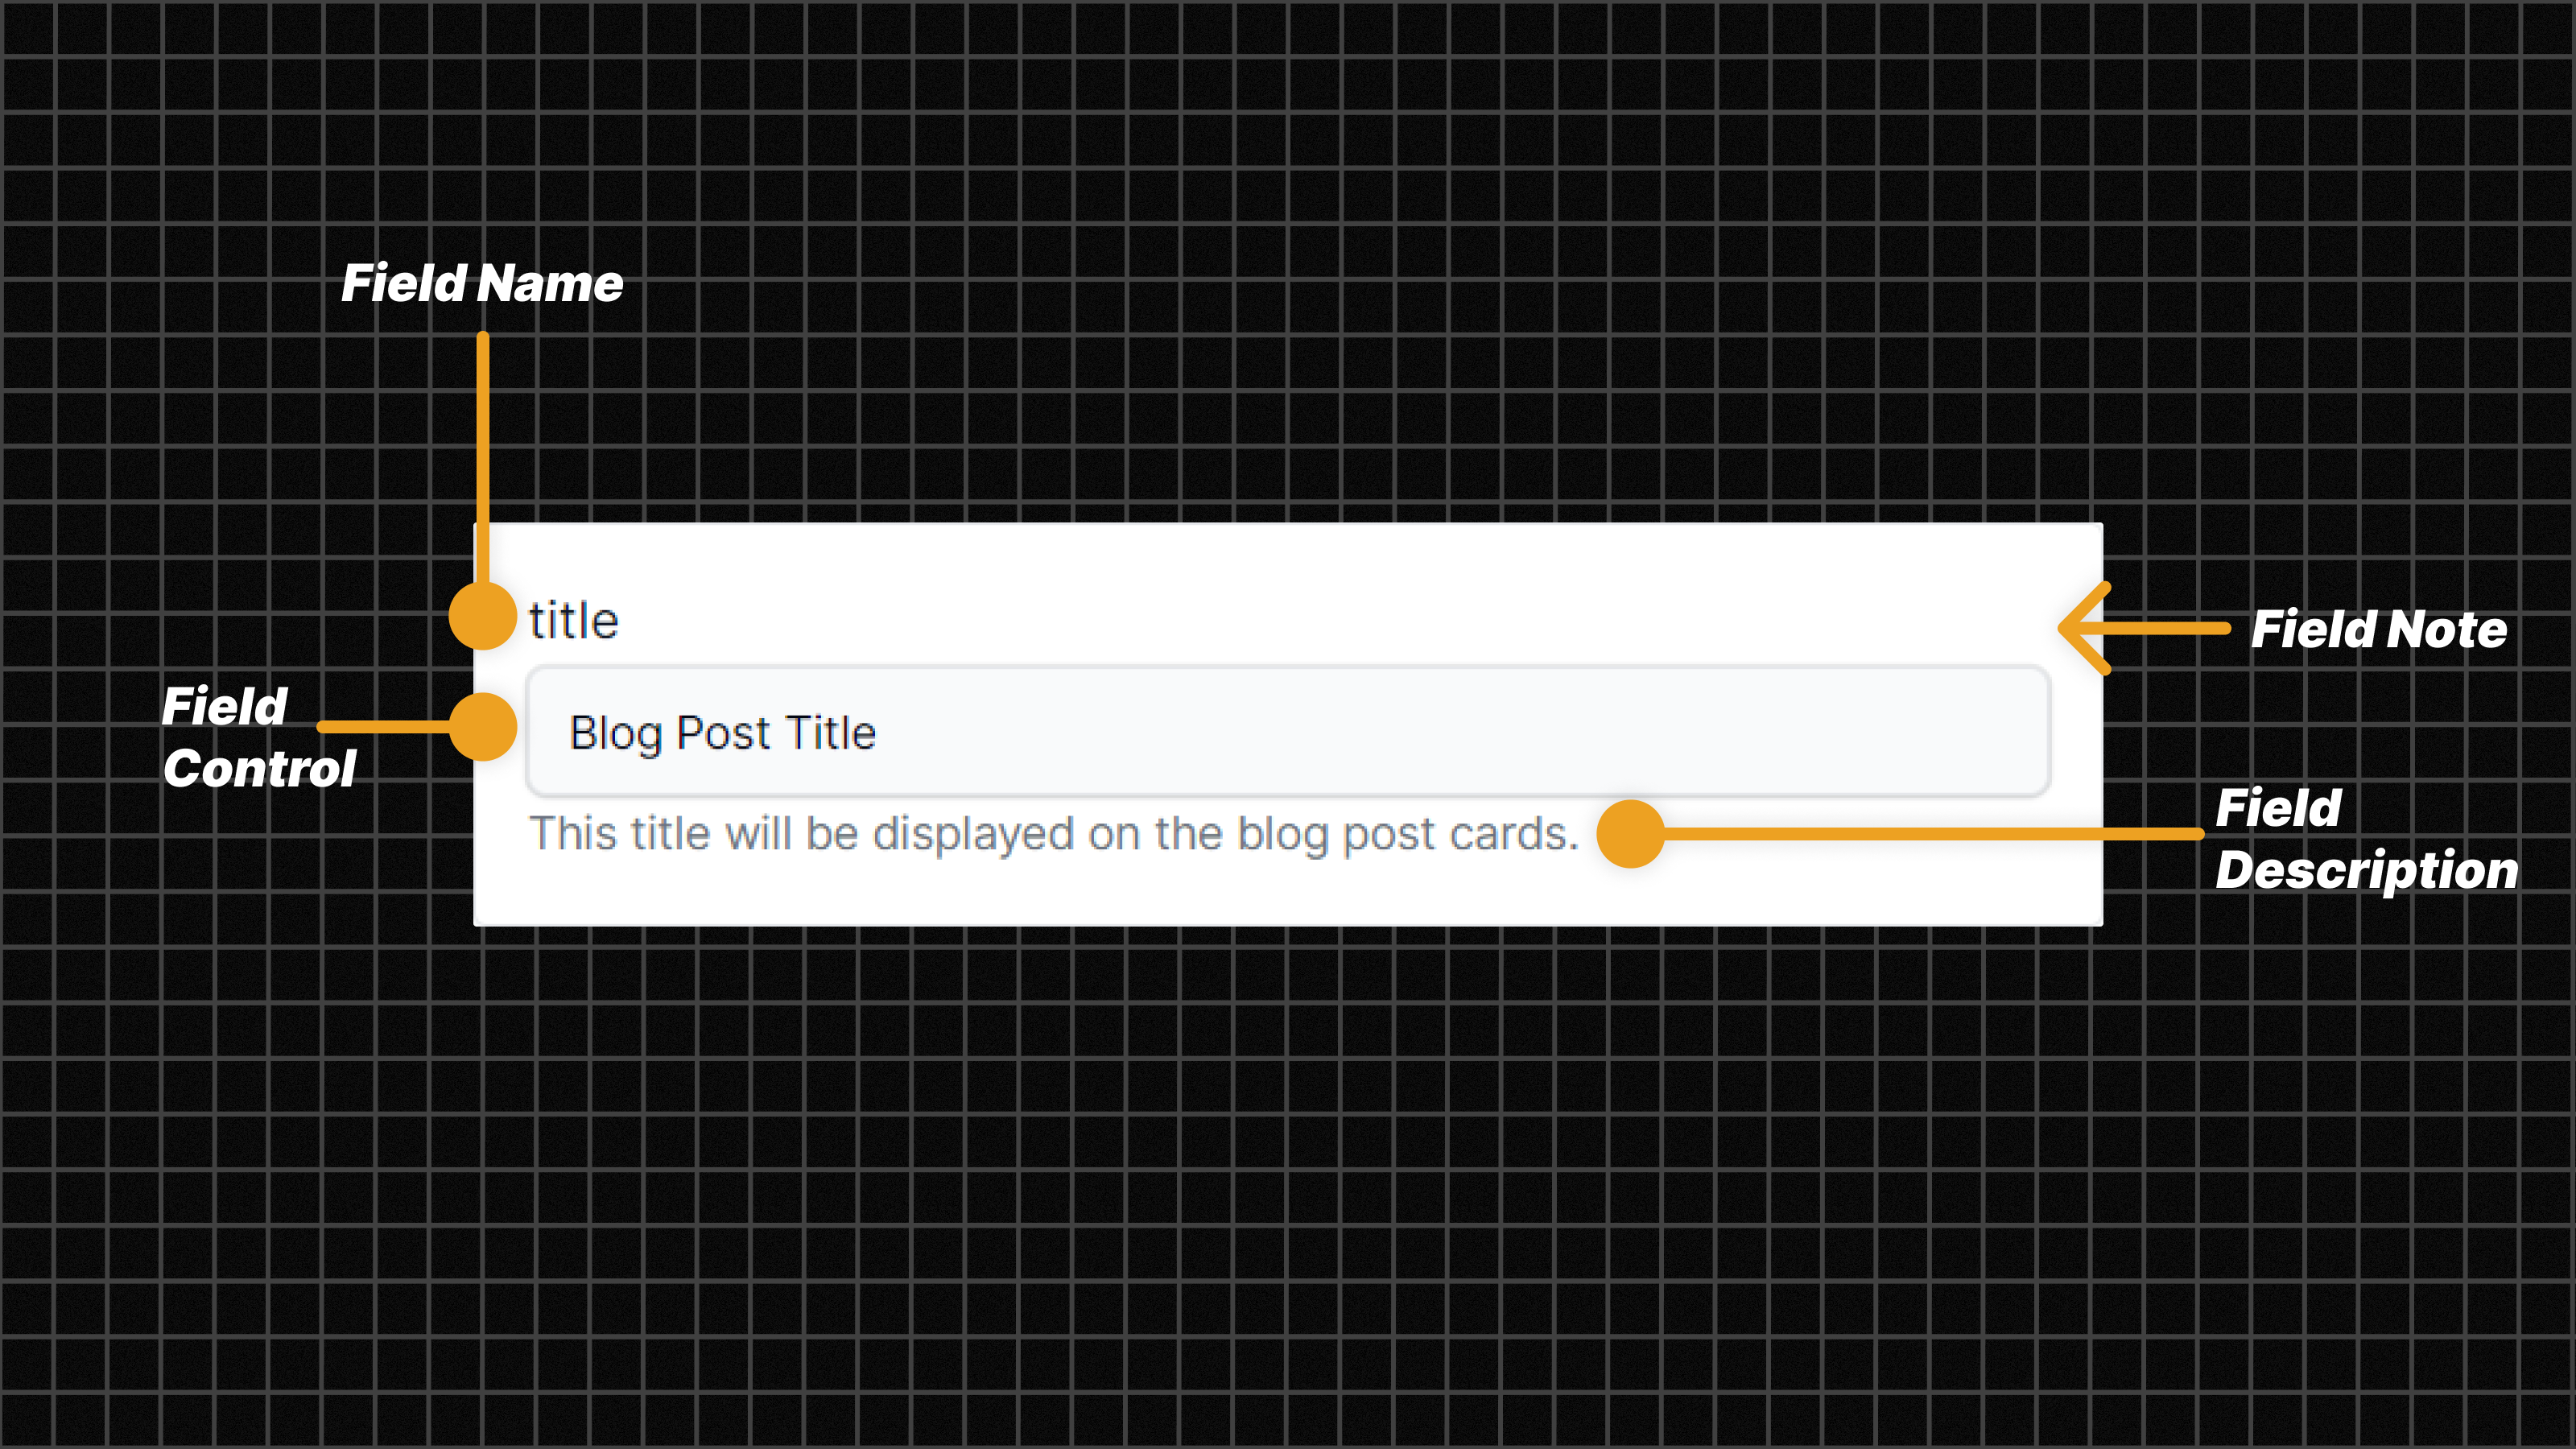 Field Name
title
Field Note
Field
Control
Blog Post Title
This title will be displayed on the blog post cards.
Field
Description